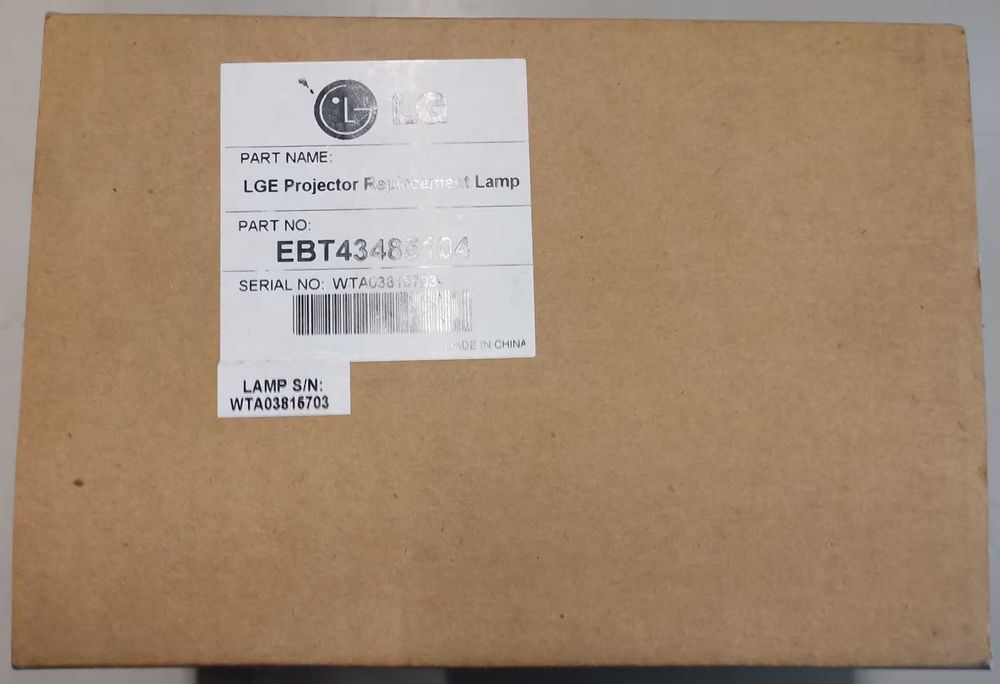 LG
PART NAME:
LGE Projector Replacement Lamp
PART NO:
EBT43485104
SERIAL NO: WTA03815703
MADE IN CHINA
LAMP S/N:
WTA03815703